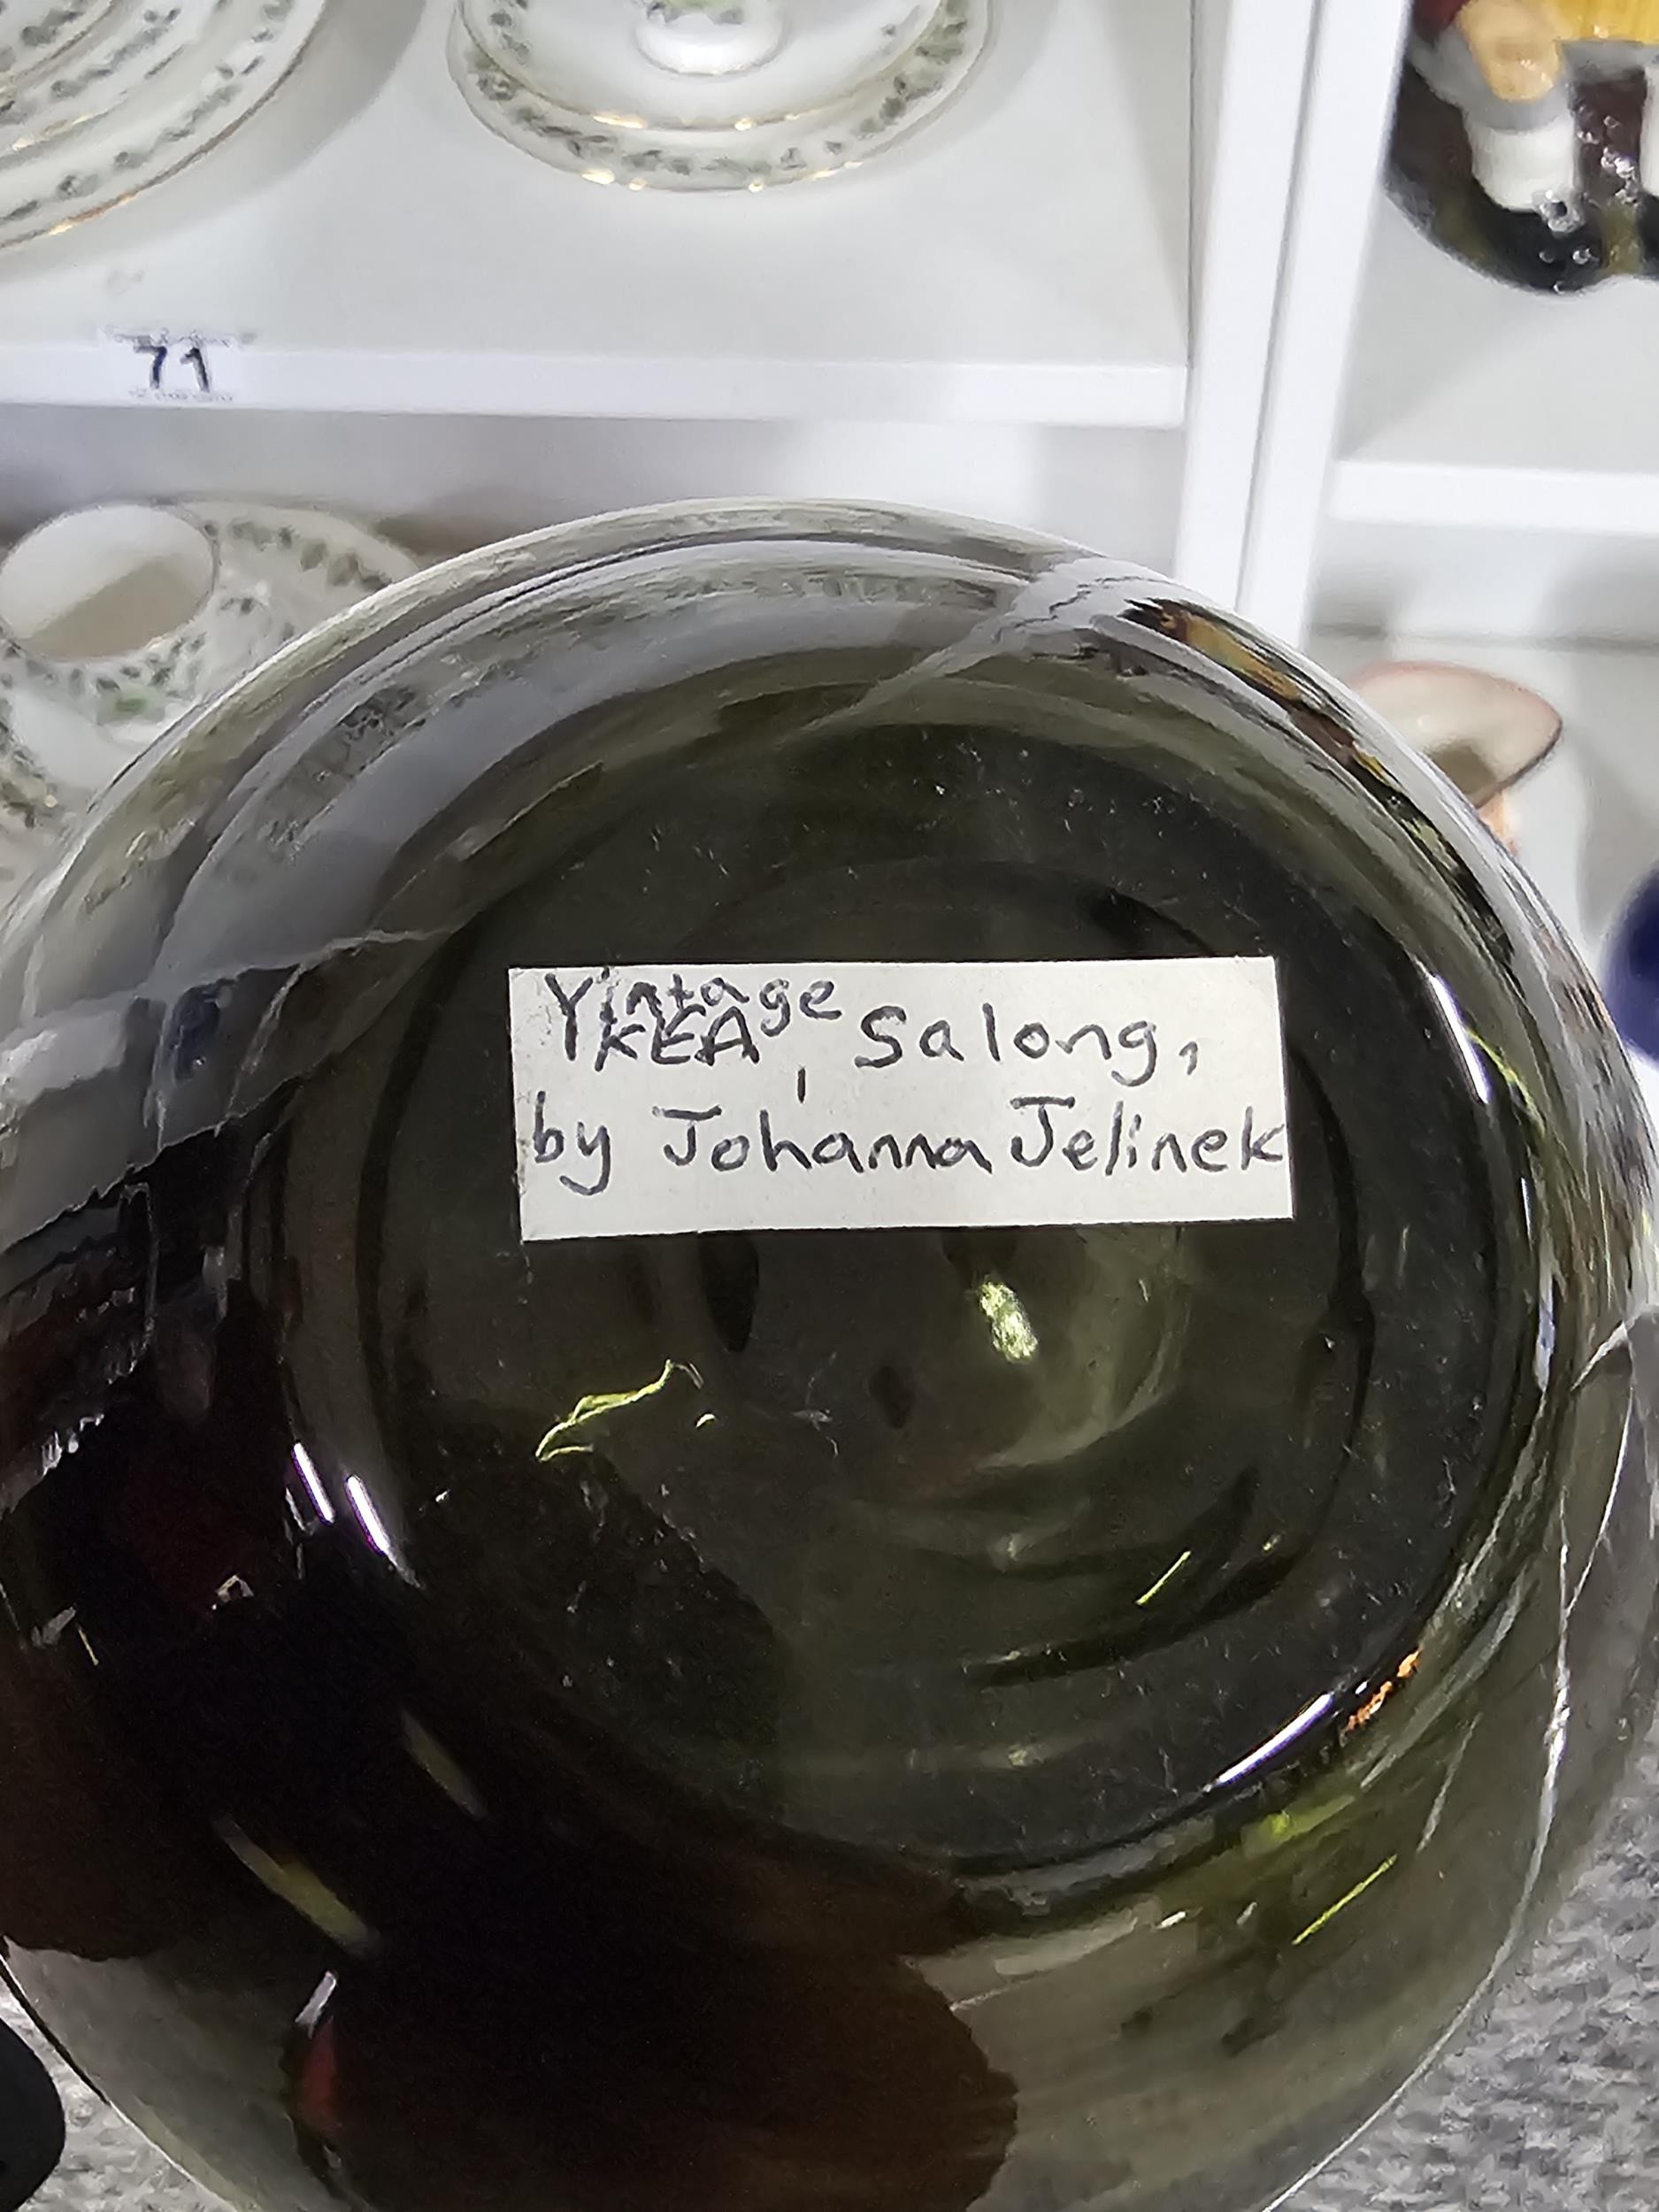 71
Vintage
IKEA, Salong,
by Johanna Jelinek